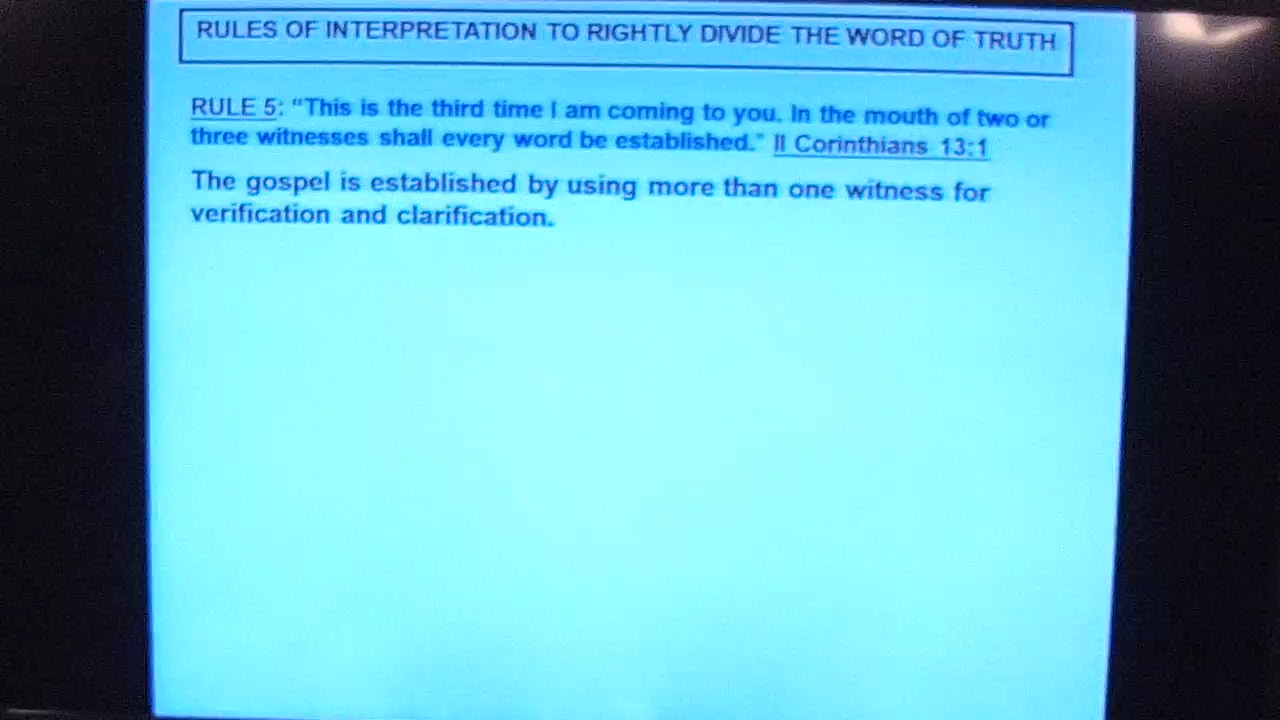 RULES OF INTERPRETATION TO RIGHTLY DIVIDE THE WORD OF TRUTH
RULE 5: “This is the third time I am coming to you. In the mouth of two or
three witnesses shall every word be established.” II Corinthians 13:1
The gospel is established by using more than one witness for
verification and clarification.